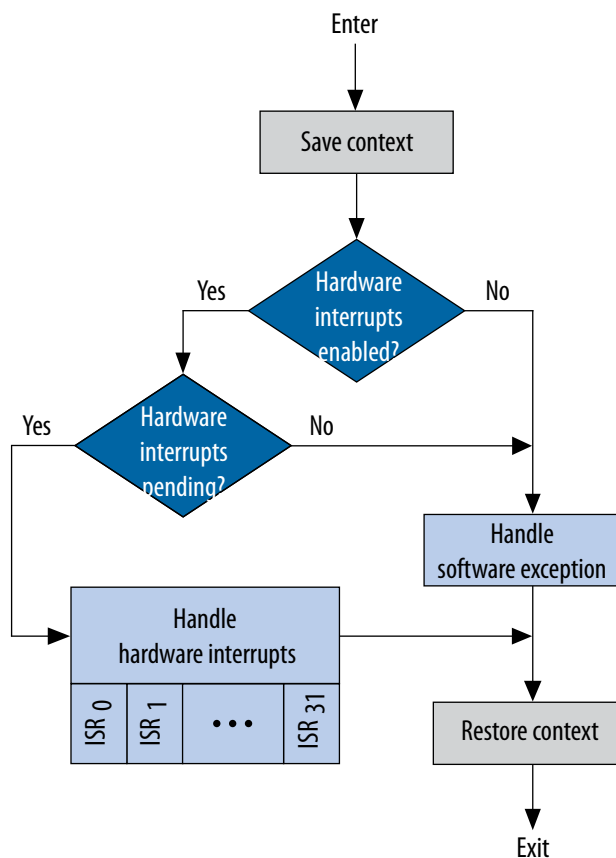 Enter
Save context
Hardware
interrupts
enabled?
Yes
No
Hardware
interrupts
pending?
Yes
No
Handle
software exception
Handle
hardware interrupts
ISR 0
ISR 1
• • •
ISR 31
Restore context
Exit